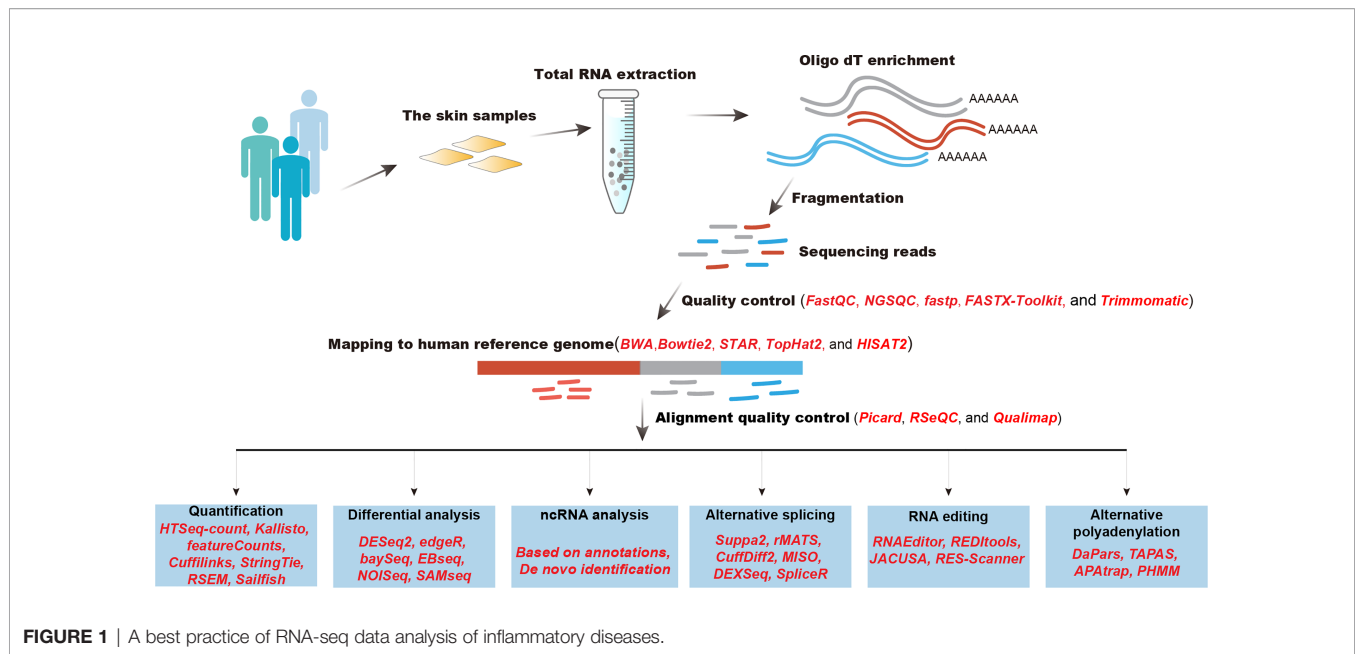 Oligo dT enrichment
Total RNA extraction
The skin samples
AAAAAA
AAAAAA
AAAAAA
Fragmentation
Sequencing reads
Quality control (FastQC, NGSQC, fastp, FASTX-Toolkit, and Trimmomatic)
Mapping to human reference genome(BWA,Bowtie2, STAR, TopHat2, and HISAT2)
Alignment quality control (Picard, RSeQC, and Qualimap)
Quantification
HTSeq-count, Kallisto,
featureCounts,
Cuffilinks, StringTie,
RSEM, Sailfish
Differential analysis
DESeq2, edgeR,
baySeq, EBseq,
NOISeq, SAMseq
ncRNA analysis
Based on annotations,
De novo identification
Alternative splicing
Suppa2, rMATS,
CuffDiff2, MISO,
DEXSeq, SpliceR
RNA editing
RNAEditor, REDItools,
JACUSA, RES-Scanner
Alternative
polyadenylation
DaPars, TAPAS,
APAtrap, PHMM
FIGURE 1 | A best practice of RNA-seq data analysis of inflammatory diseases.